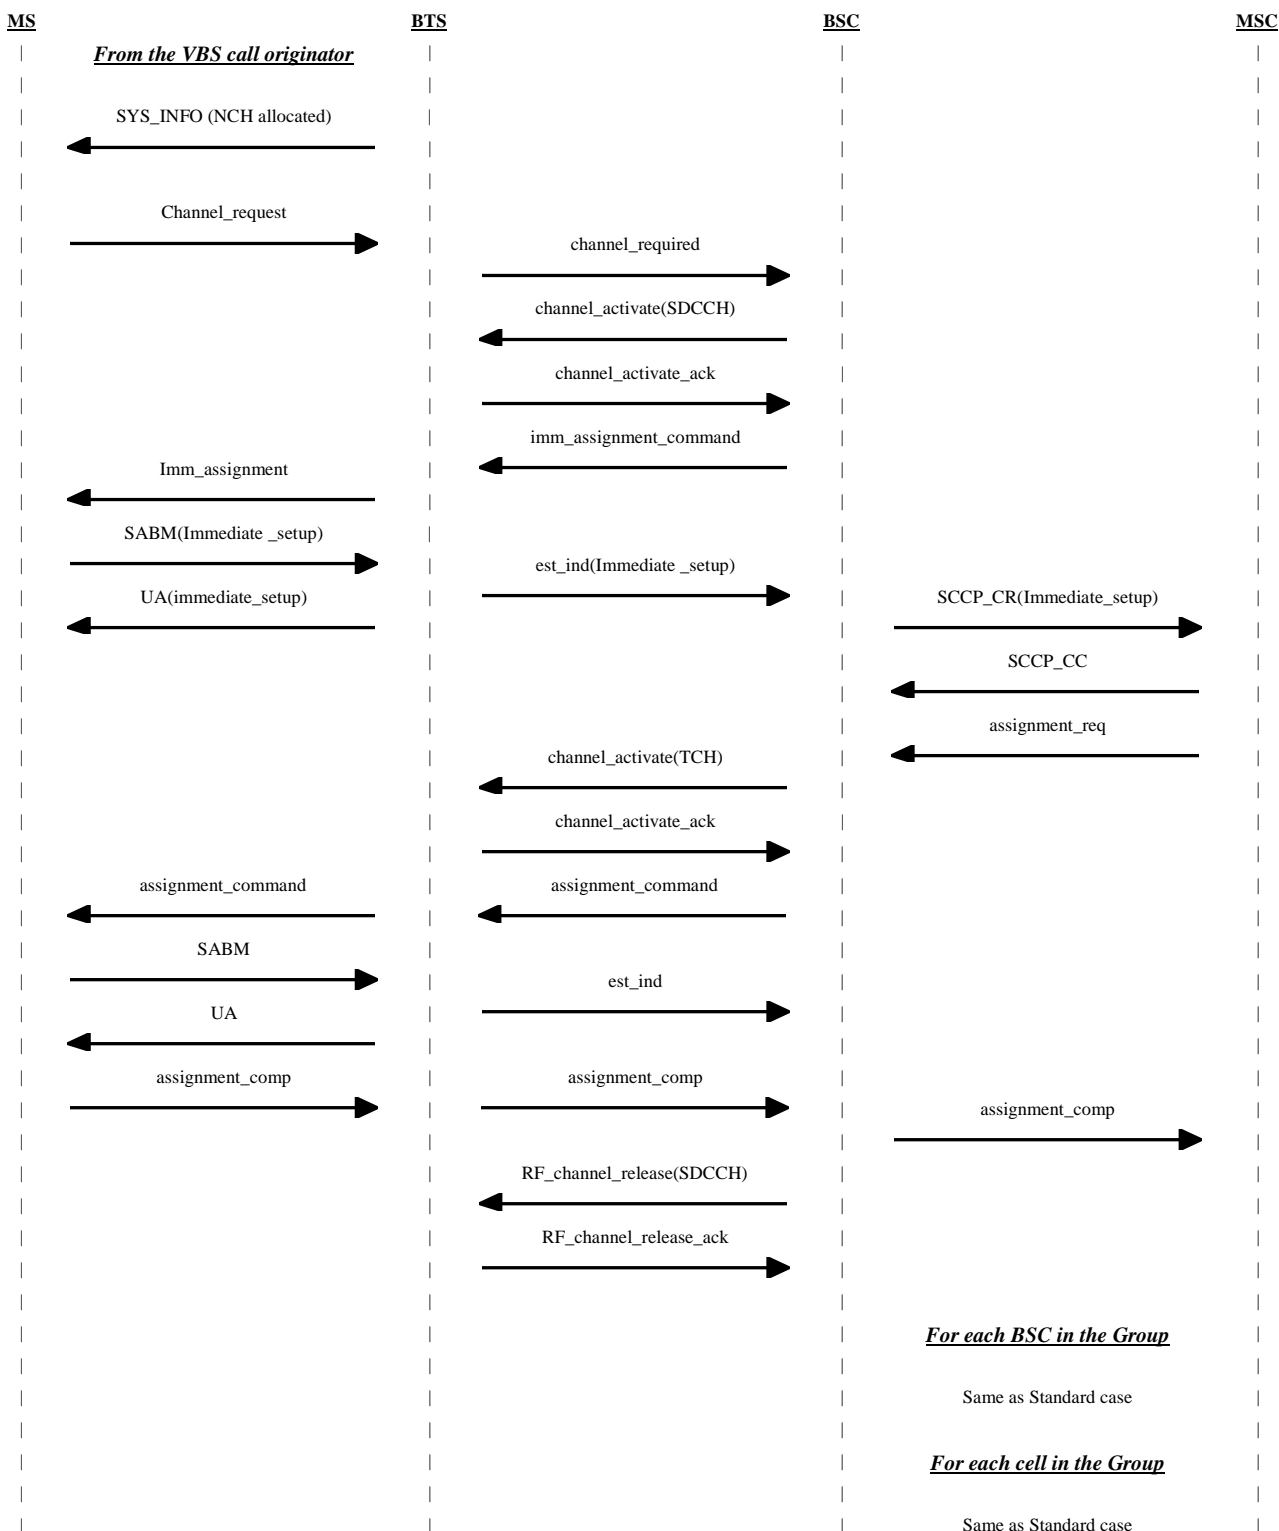 MS BTS BSC MSC
From the VBS call originator
SYS_INFO (NCH allocated)
Channel_request
channel_required
channel_activate(SDCCH)
channel_activate_ack
imm_assignment_command
Imm_assignment
SABM(Immediate _setup)
est_ind(Immediate _setup)
UA(immediate_setup) SCCP_CR(Immediate_setup)
SCCP_CC
assignment_req
channel_activate(TCH)
channel_activate_ack
assignment_command assignment_command
SABM
est_ind
UA
assignment_comp assignment_comp
assignment_comp
RF_channel_release(SDCCH)
RF_channel_release_ack
For each BSC in the Group
Same as Standard case
For each cell in the Group
Same as Standard case